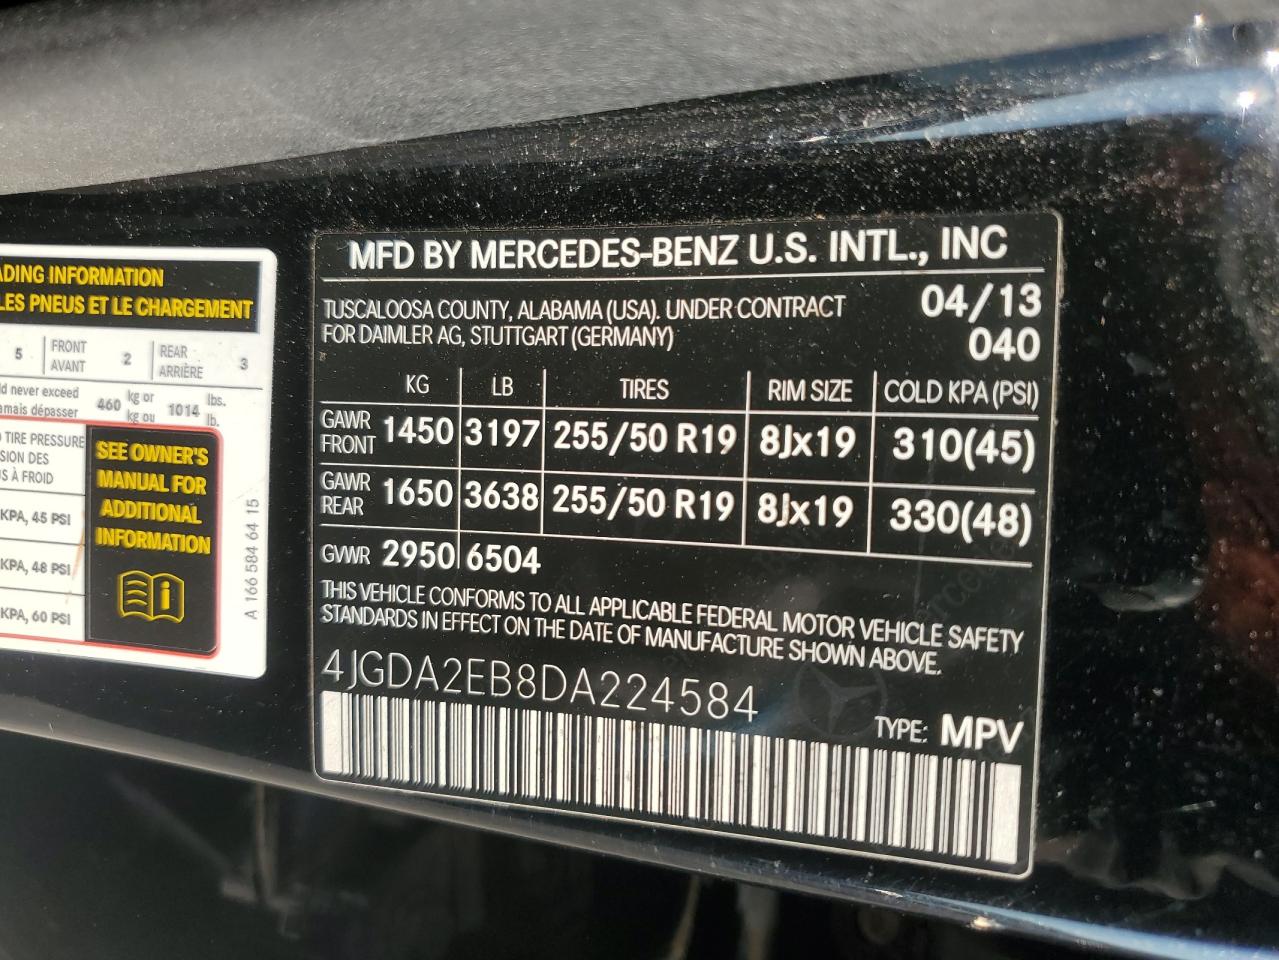 ADING INFORMATION
LES PNEUS ET LE CHARGEMENT
5 FRONT AVANT 2 REAR ARRIÈRE 3
never exceed
amais dépasser 460 kg or kg ou 1014 lbs. lb.
TIRE PRESSURE
SION DES
S À FROID
KPA, 45 PSI
KPA, 48 PSI
KPA, 60 PSI
SEE OWNER'S
MANUAL FOR
ADDITIONAL
INFORMATION
i
A 166 584 64 15
MFD BY MERCEDES-BENZ U.S. INTL., INC
TUSCALOOSA COUNTY, ALABAMA (USA). UNDER CONTRACT
FOR DAIMLER AG, STUTTGART (GERMANY)
04/13
040
KG LB TIRES RIM SIZE COLD KPA (PSI)
GAWR FRONT 1450 3197 255/50 R19 8Jx19 310(45)
GAWR REAR 1650 3638 255/50 R19 8Jx19 330(48)
GVWR 2950 6504
THIS VEHICLE CONFORMS TO ALL APPLICABLE FEDERAL MOTOR VEHICLE SAFETY
STANDARDS IN EFFECT ON THE DATE OF MANUFACTURE SHOWN ABOVE.
4JGDA2EB8DA224584
TYPE: MPV